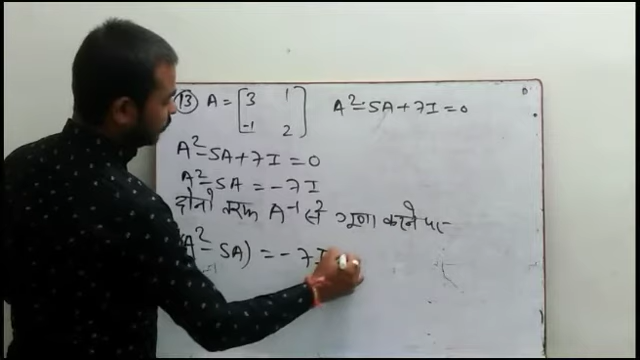 (13) A = [3 1 A² - 5A + 7I = 0
-1 2]
A² - 5A + 7I = 0
A² - 5A = - 7I
दोनो तरफ A⁻¹ से गुणा करने पर
A² - 5A) = - 7I